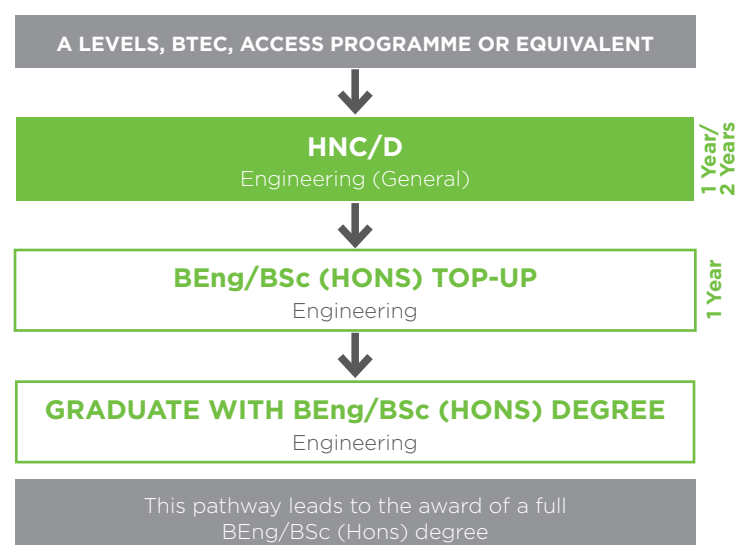 A LEVELS, BTEC, ACCESS PROGRAMME OR EQUIVALENT
HNC/D
Engineering (General)
1 Year/
2 Years
BEng/BSc (HONS) TOP-UP
Engineering
1 Year
GRADUATE WITH BEng/BSc (HONS) DEGREE
Engineering
This pathway leads to the award of a full
BEng/BSc (Hons) degree